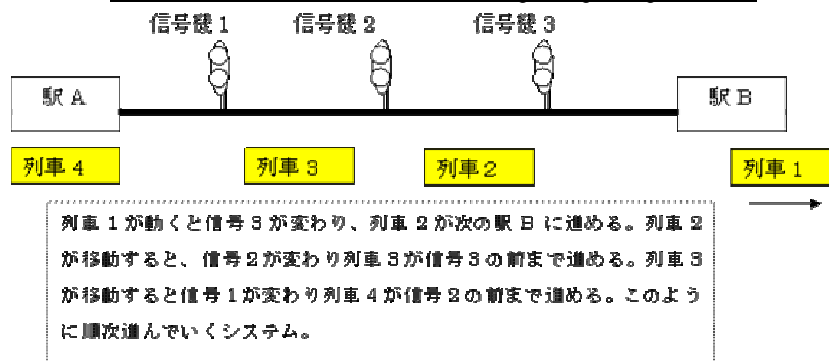 信号機1 信号機2 信号機3
駅A 駅B
列車4 列車3 列車2 列車1
列車1が動くと信号3が変わり、列車2が次の駅Bに進める。列車2
が移動すると、信号2が変わり列車3が信号3の前まで進める。列車3
が移動すると信号1が変わり列車4が信号2の前まで進める。このよう
に順次進んでいくシステム。